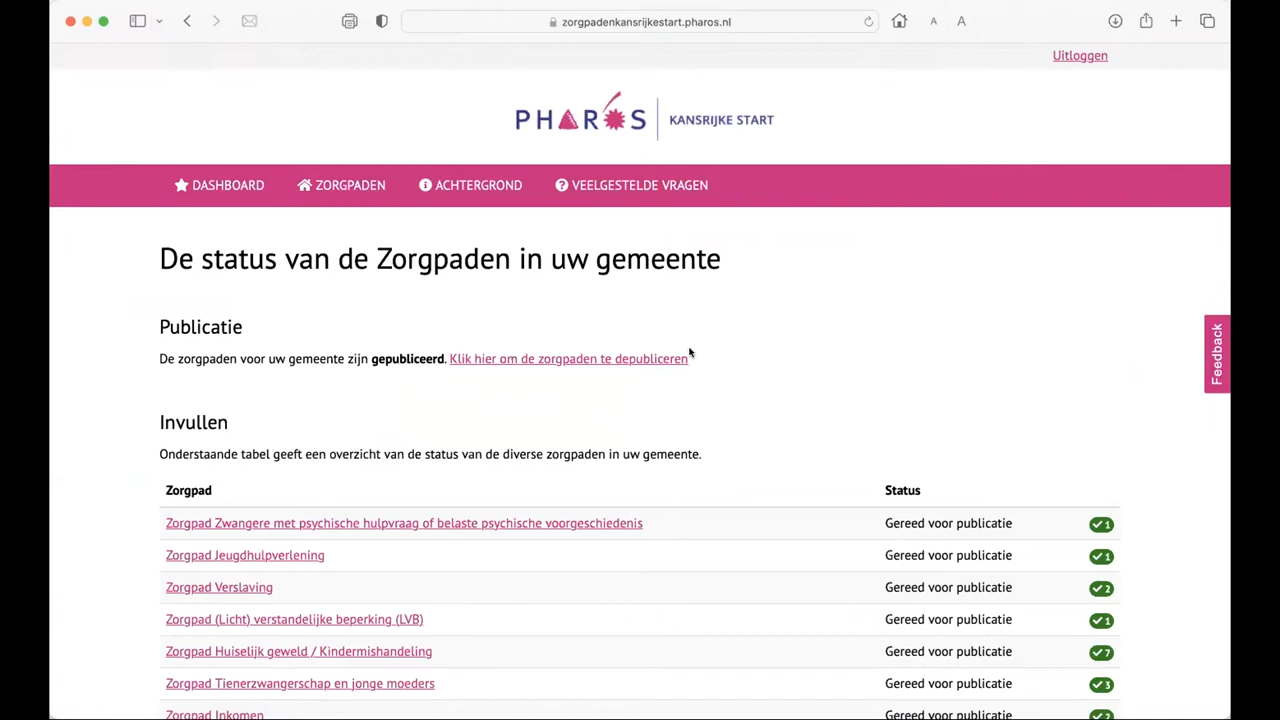 zorgpadenkansrijkestart.pharos.nl
A A
Uitloggen
PHAROS KANSRIJKE START
DASHBOARD ZORGPADEN ACHTERGROND VEELGESTELDE VRAGEN
De status van de Zorgpaden in uw gemeente
Publicatie
De zorgpaden voor uw gemeente zijn gepubliceerd. Klik hier om de zorgpaden te depubliceren
Feedback
Invullen
Onderstaande tabel geeft een overzicht van de status van de diverse zorgpaden in uw gemeente.
Zorgpad Status
Zorgpad Zwangere met psychische hulpvraag of belaste psychische voorgeschiedenis Gereed voor publicatie 1
Zorgpad Jeugdhulpverlening Gereed voor publicatie 1
Zorgpad Verslaving Gereed voor publicatie 2
Zorgpad (Licht) verstandelijke beperking (LVB) Gereed voor publicatie 1
Zorgpad Huiselijk geweld / Kindermishandeling Gereed voor publicatie 7
Zorgpad Tienerzwangerschap en jonge moeders Gereed voor publicatie 3
Zorgpad Inkomen Gereed voor publicatie 2